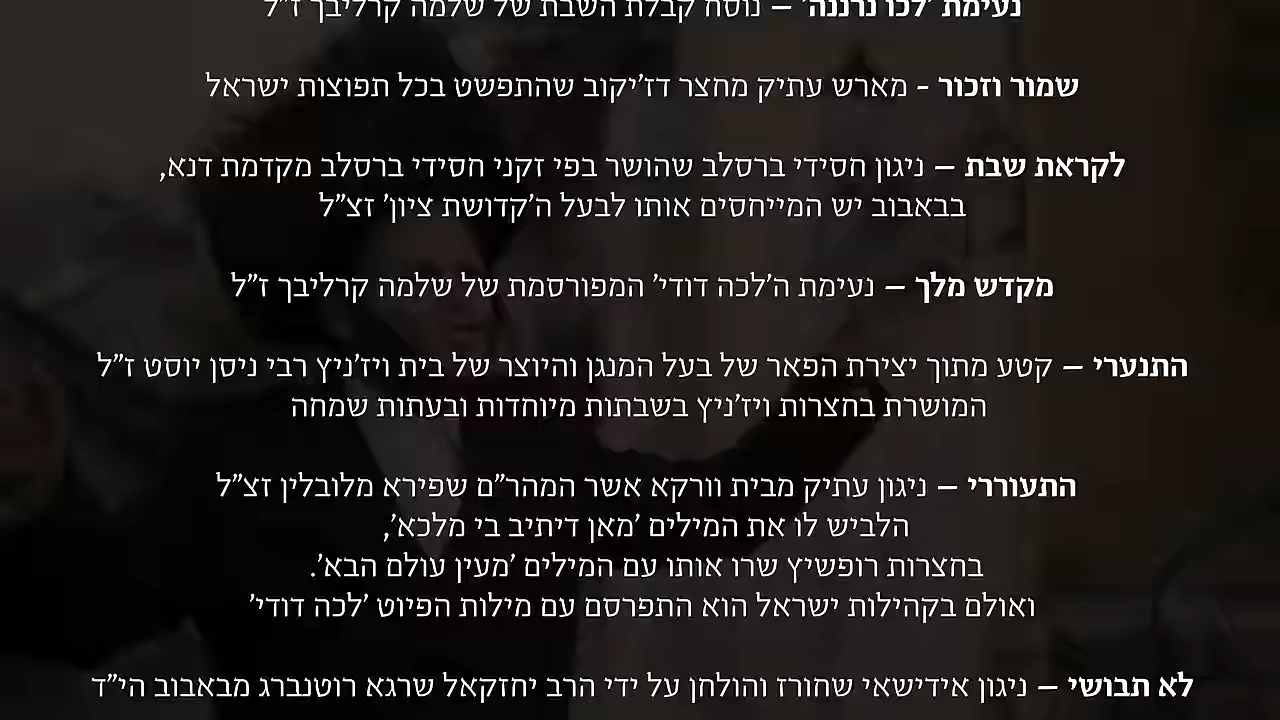 נעימת 'לכו נרננה' – נוסח קבלת השבת של שלמה קרליבך ז"ל
שמור וזכור - מארש עתיק מחצר דז'יקוב שהתפשט בכל תפוצות ישראל
לקראת שבת – ניגון חסידי ברסלב שהושר בפי זקני חסידי ברסלב מקדמת דנא,
בבאבוב יש המייחסים אותו לבעל ה'קדושת ציון' זצ"ל
מקדש מלך – נעימת ה'לכה דודי' המפורסמת של שלמה קרליבך ז"ל
התנערי – קטע מתוך יצירת הפאר של בעל המנגן והיוצר של בית ויז'ניץ רבי ניסן יוסט ז"ל
המושרת בחצרות ויז'ניץ בשבתות מיוחדות ובעתות שמחה
התעוררי – ניגון עתיק מבית וורקא אשר המהר"ם שפירא מלובלין זצ"ל
הלביש לו את המילים 'מאן דיתיב בי מלכא',
בחצרות רופשיץ שרו אותו עם המילים 'מעין עולם הבא'.
ואולם בקהילות ישראל הוא התפרסם עם מילות הפיוט 'לכה דודי'
לא תבושי – ניגון אידישאי שחורז והולחן על ידי הרב יחזקאל שרגא רוטנברג מבאבוב הי"ד